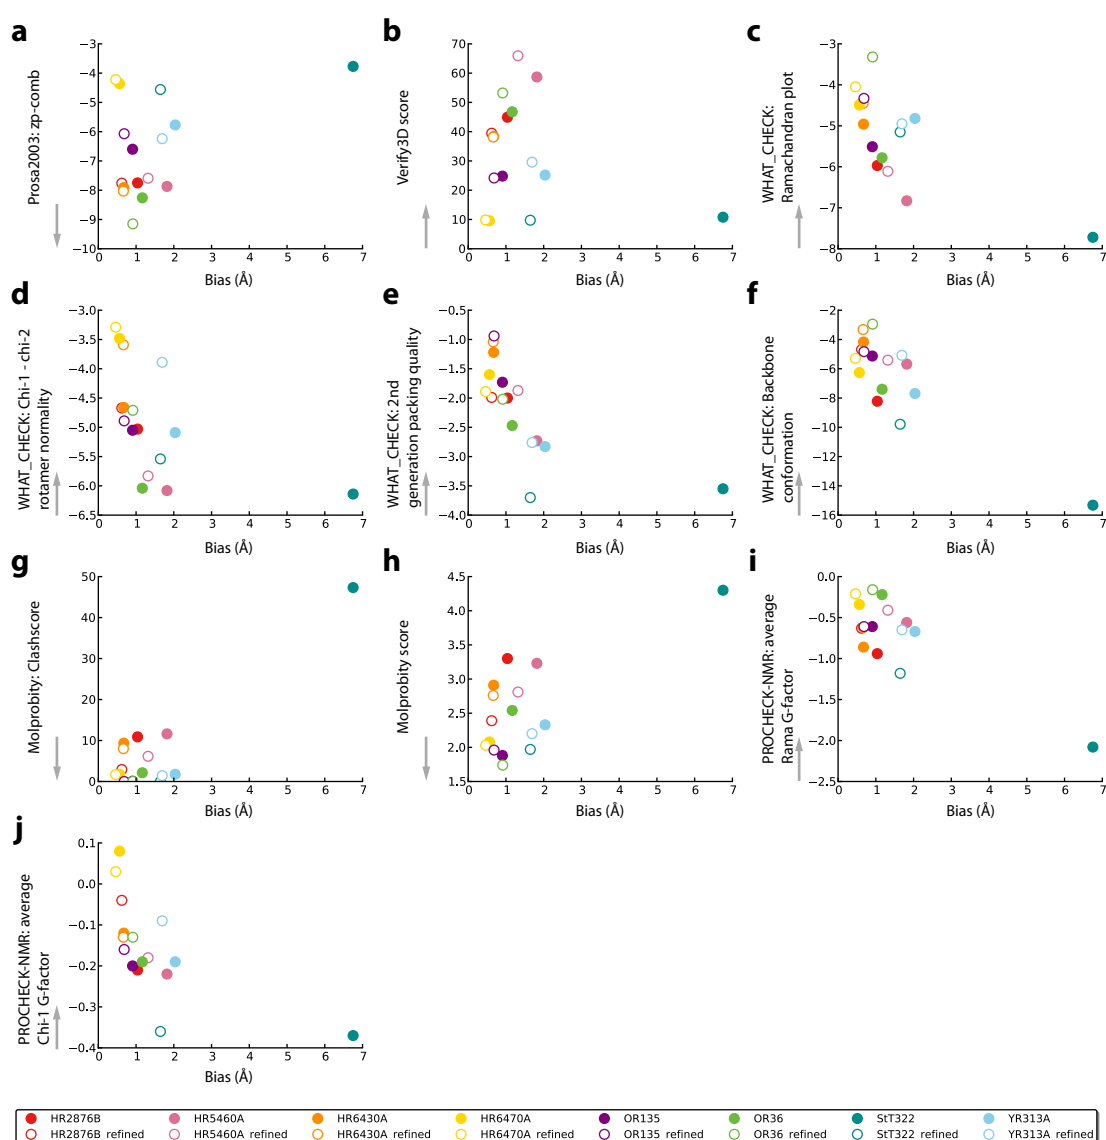 a
Prosa2003: zp-comb
−3
−4
−5
−6
−7
−8
−9
−10
0 1 2 3 4 5 6 7
Bias (Å)
b
Verify3D score
70
60
50
40
30
20
10
0
0 1 2 3 4 5 6 7
Bias (Å)
c
WHAT_CHECK:
Ramachandran plot
−3
−4
−5
−6
−7
−8
0 1 2 3 4 5 6 7
Bias (Å)
d
WHAT_CHECK: Chi-1 - chi-2
rotamer normality
−3.0
−3.5
−4.0
−4.5
−5.0
−5.5
−6.0
−6.5
0 1 2 3 4 5 6 7
Bias (Å)
e
WHAT_CHECK: 2nd
generation packing quality
−0.5
−1.0
−1.5
−2.0
−2.5
−3.0
−3.5
−4.0
0 1 2 3 4 5 6 7
Bias (Å)
f
WHAT_CHECK: Backbone
conformation
−2
−4
−6
−8
−10
−12
−14
−16
0 1 2 3 4 5 6 7
Bias (Å)
g
Molprobity: Clashscore
50
40
30
20
10
0
0 1 2 3 4 5 6 7
Bias (Å)
h
Molprobity score
4.5
4.0
3.5
3.0
2.5
2.0
1.5
0 1 2 3 4 5 6 7
Bias (Å)
i
PROCHECK-NMR: average
Rama G-factor
0.0
−0.5
−1.0
−1.5
−2.0
−2.5
0 1 2 3 4 5 6 7
Bias (Å)
j
PROCHECK-NMR: average
Chi-1 G-factor
0.1
0.0
−0.1
−0.2
−0.3
−0.4
0 1 2 3 4 5 6 7
Bias (Å)
HR2876B HR5460A HR6430A HR6470A OR135 OR36 StT322 YR313A
HR2876B refined HR5460A refined HR6430A refined HR6470A refined OR135 refined OR36 refined StT322 refined YR313A refined